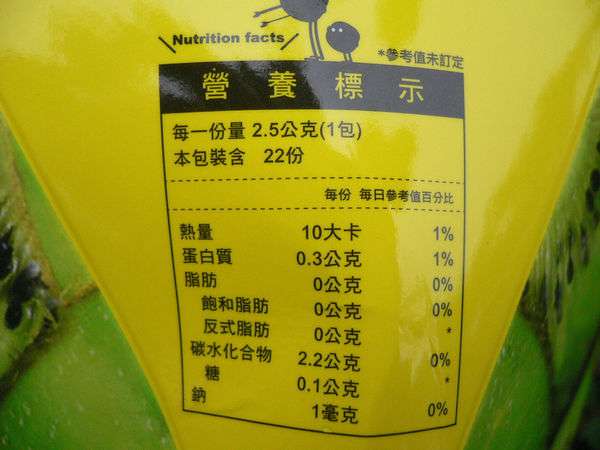 Nutrition facts
*參考值未訂定
營養標示
每一份量 2.5公克(1包)
本包裝含 22份
每份 每日參考值百分比
熱量 10大卡 1%
蛋白質 0.3公克 1%
脂肪 0公克 0%
飽和脂肪 0公克 0%
反式脂肪 0公克 *
碳水化合物 2.2公克 0%
糖 0.1公克 *
鈉 1毫克 0%